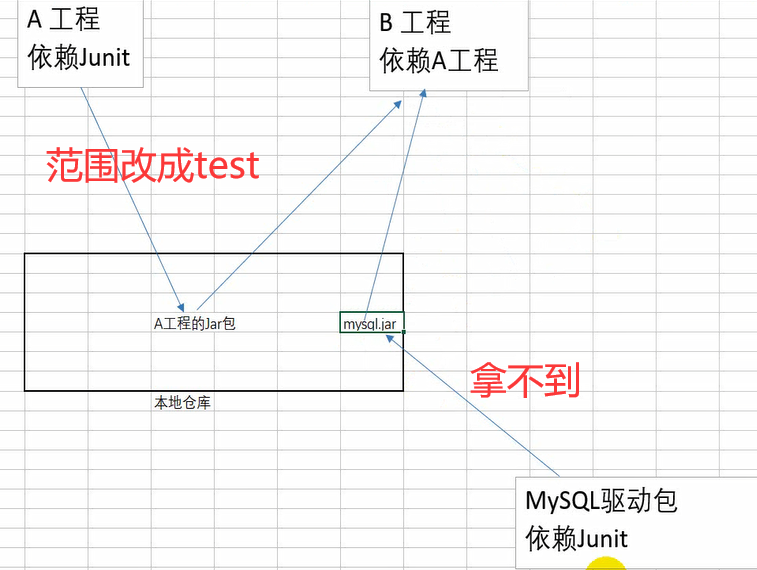 A 工程
依赖Junit
B 工程
依赖A工程
范围改成test
A工程的Jar包
mysql.jar
拿不到
本地仓库
MySQL驱动包
依赖Junit